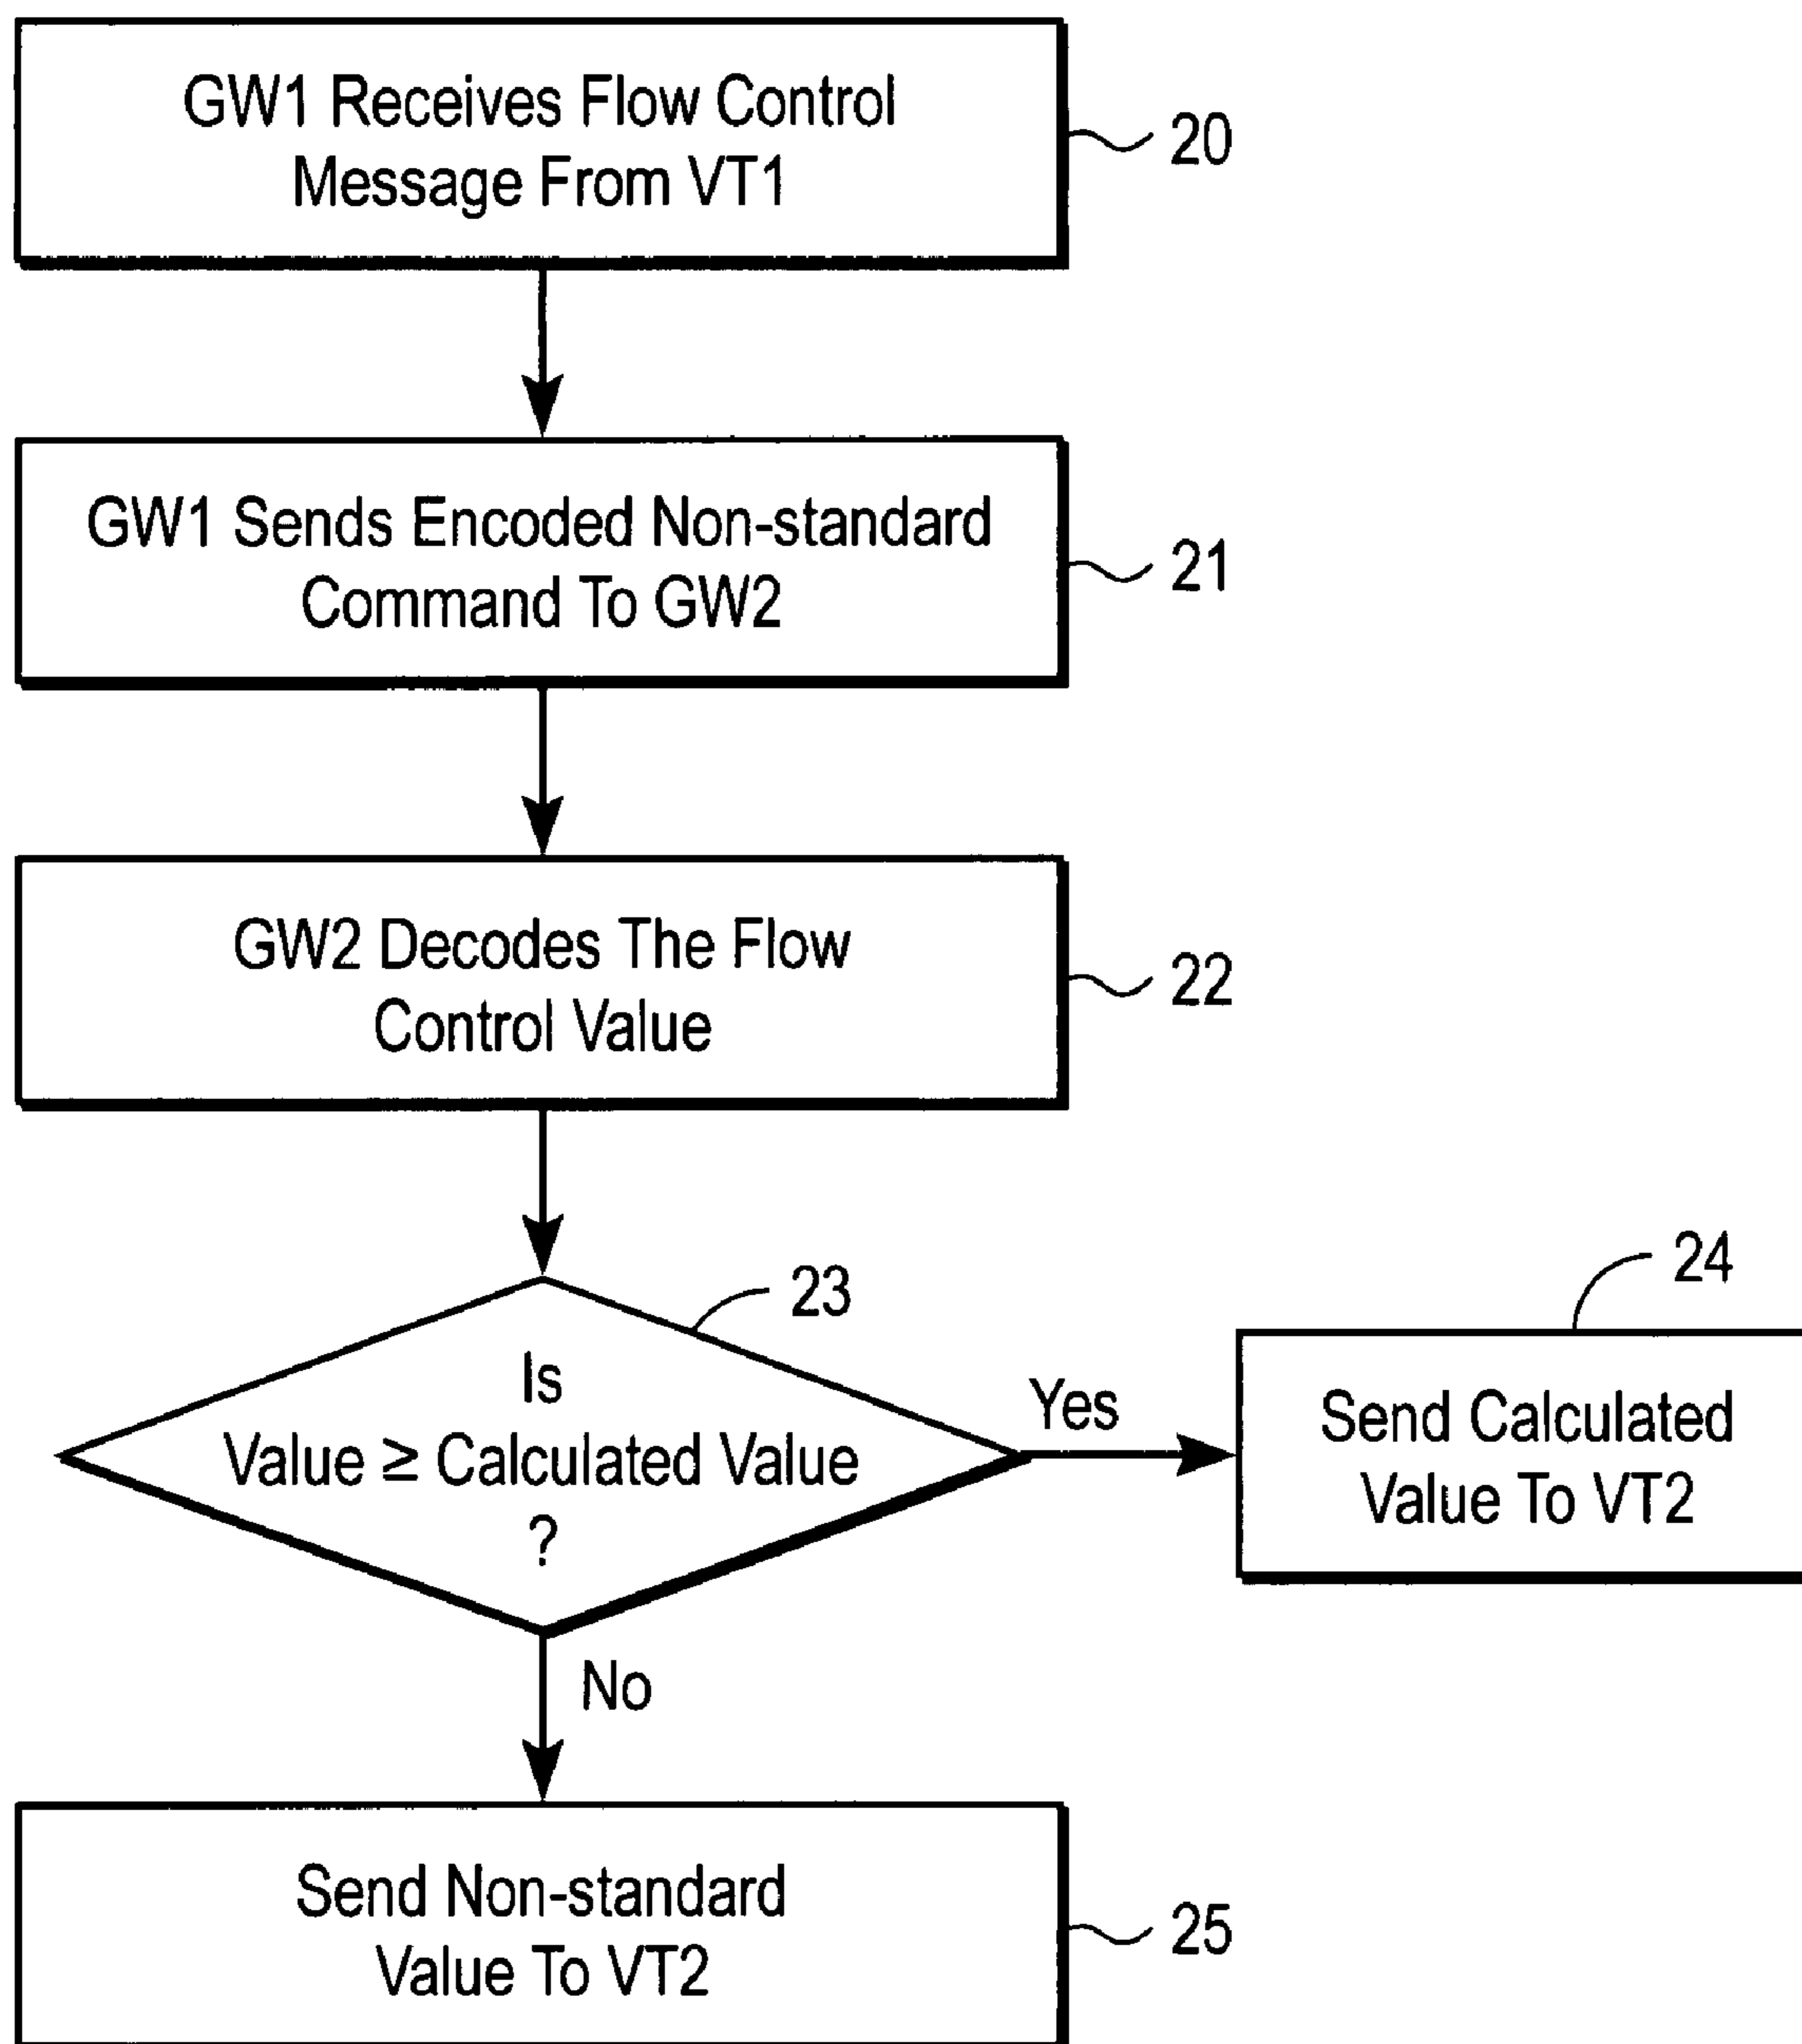 GW1 Receives Flow Control
Message From VT1
20
GW1 Sends Encoded Non-standard
Command To GW2
21
GW2 Decodes The Flow
Control Value
22
23
Is
Value ≥ Calculated Value
?
Yes
24
Send Calculated
Value To VT2
No
Send Non-standard
Value To VT2
25